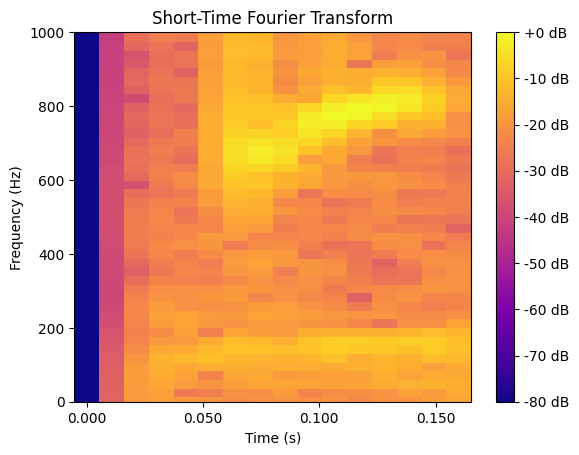 Short-Time Fourier Transform
1000
800
600
400
200
0
Frequency (Hz)
0.000
0.050
0.100
0.150
Time (s)
+0 dB
-10 dB
-20 dB
-30 dB
-40 dB
-50 dB
-60 dB
-70 dB
-80 dB